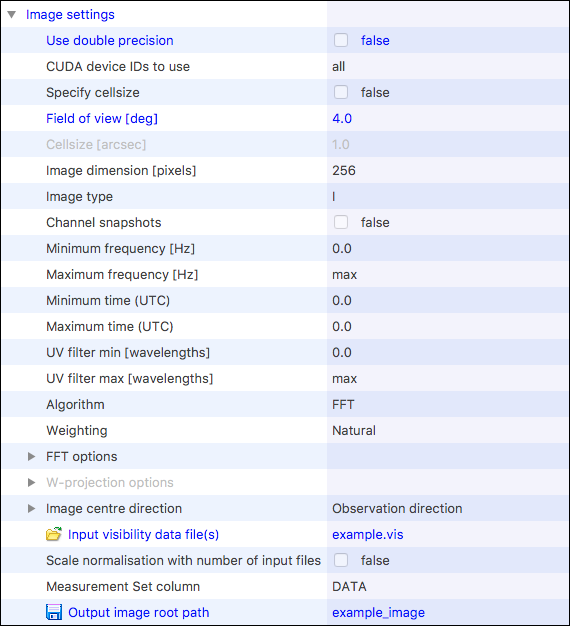 Image settings
Use double precision false
CUDA device IDs to use all
Specify cellsize false
Field of view [deg] 4.0
Cellsize [arcsec] 1.0
Image dimension [pixels] 256
Image type I
Channel snapshots false
Minimum frequency [Hz] 0.0
Maximum frequency [Hz] max
Minimum time (UTC) 0.0
Maximum time (UTC) 0.0
UV filter min [wavelengths] 0.0
UV filter max [wavelengths] max
Algorithm FFT
Weighting Natural
FFT options
W-projection options
Image centre direction Observation direction
Input visibility data file(s) example.vis
Scale normalisation with number of input files false
Measurement Set column DATA
Output image root path example_image